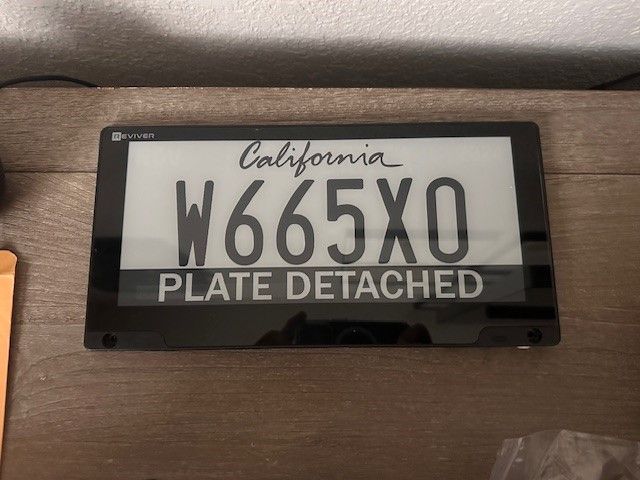 REVIVER
California
W665XO
PLATE DETACHED